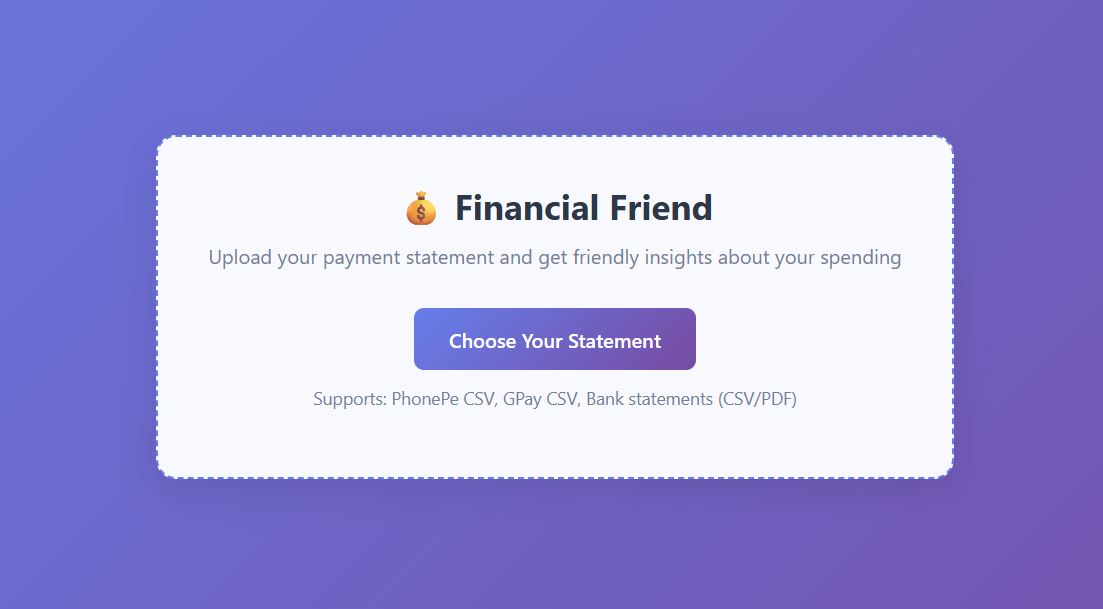 💰 Financial Friend
Upload your payment statement and get friendly insights about your spending
Choose Your Statement
Supports: PhonePe CSV, GPay CSV, Bank statements (CSV/PDF)